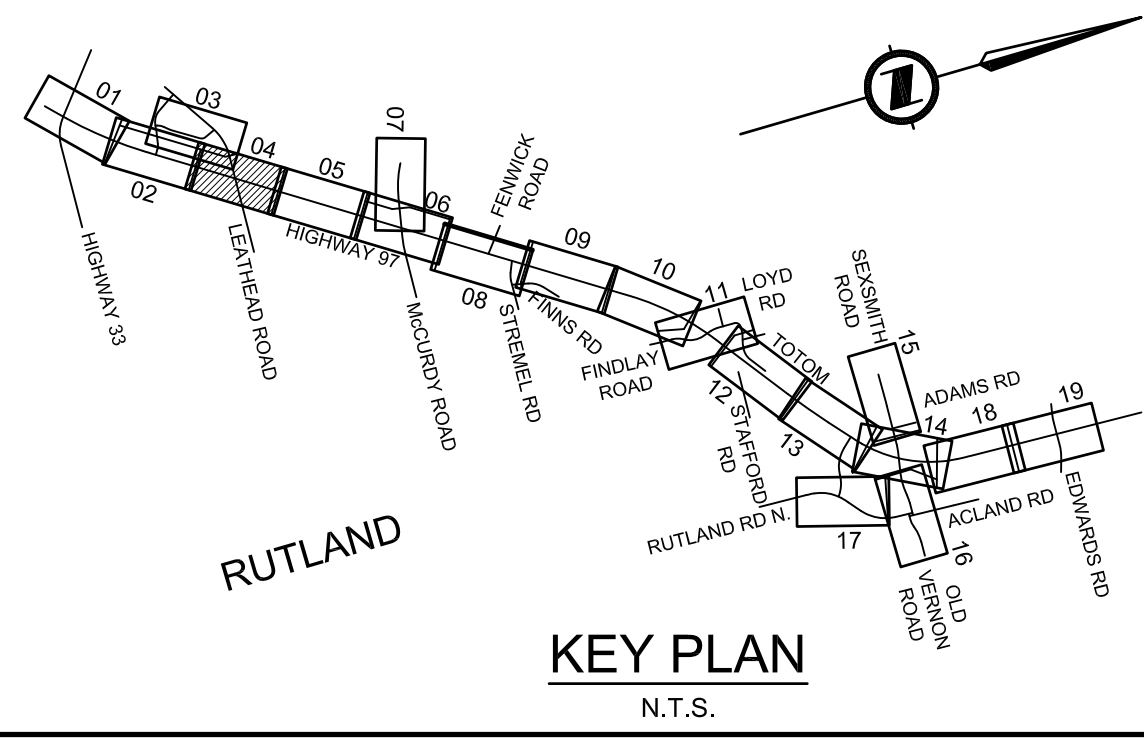 01
02
03
04
05
06
07
08
09
10
11
12
13
14
15
16
17
18
19
N
HIGHWAY 33
LEATHEAD ROAD
HIGHWAY 97
McCURDY ROAD
FENWICK
ROAD
STREMEL RD
FINNS RD
FINDLAY
ROAD
LOYD
RD
TOTOM
STAFFORD
RD
SEXSMITH
ROAD
ADAMS RD
RUTLAND RD N.
ACLAND RD
OLD
VERNON
ROAD
EDWARDS RD
RUTLAND
KEY PLAN
N.T.S.